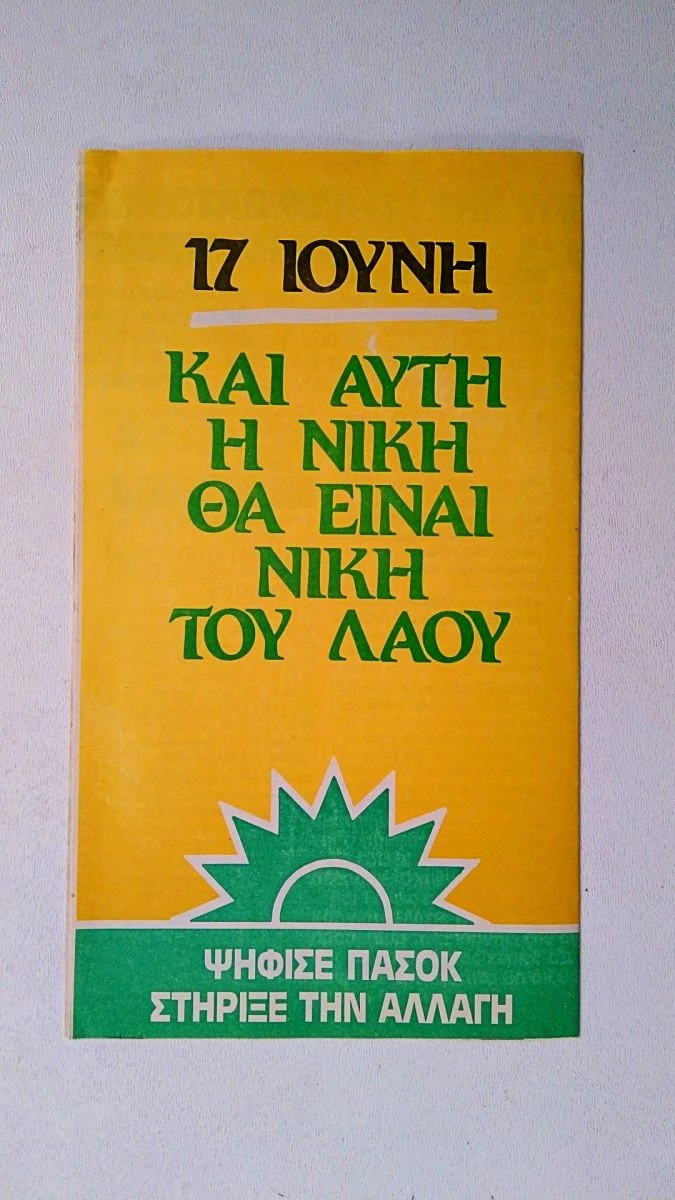 17 ΙΟΥΝΗ
ΚΑΙ ΑΥΤΗ
Η ΝΙΚΗ
ΘΑ ΕΙΝΑΙ
ΝΙΚΗ
ΤΟΥ ΛΑΟΥ
ΨΗΦΙΣΕ ΠΑΣΟΚ
ΣΤΗΡΙΞΕ ΤΗΝ ΑΛΛΑΓΗ